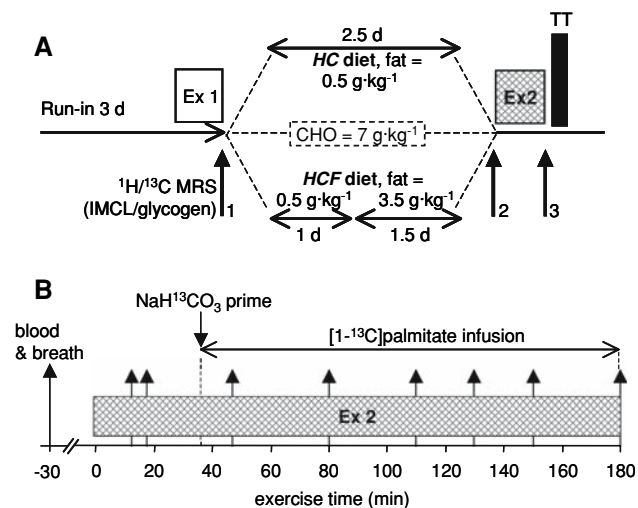 A
TT
2.5 d
HC diet, fat =
0.5 g·kg⁻¹
Ex 1
Ex2
Run-in 3 d
CHO = 7 g·kg⁻¹
¹H/¹³C MRS
(IMCL/glycogen)
1
HCF diet, fat=
0.5 g·kg⁻¹ 3.5 g·kg⁻¹
1 d 1.5 d
2
3
B
NaH¹³CO₃ prime
blood
& breath
[1-¹³C]palmitate infusion
Ex 2
-30 0 20 40 60 80 100 120 140 160 180
exercise time (min)